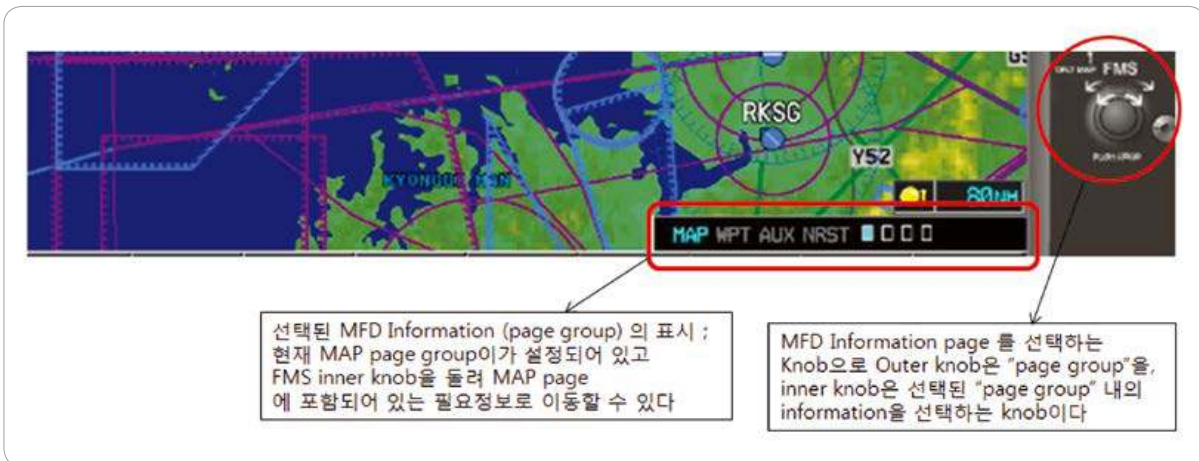 FMS
RKSG
Y52
80NM
MAP WPT AUX NRST
선택된 MFD Information (page group) 의 표시 ;
현재 MAP page group이가 설정되어 있고
FMS inner knob을 돌려 MAP page
에 포함되어 있는 필요정보로 이동할 수 있다
MFD Information page 를 선택하는
Knob으로 Outer knob은 "page group"을,
inner knob은 선택된 "page group" 내의
information을 선택하는 knob이다